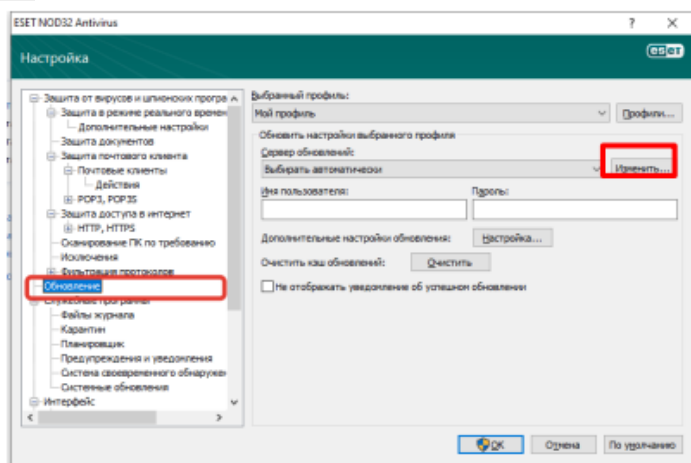 ESET NOD32 Antivirus
? ×
Настройка
eset
Защита от вирусов и шпионских програ
Защита в режиме реального времен
Дополнительные настройки
Защита документов
Защита почтового клиента
Почтовые клиенты
Действия
POP3, POP3S
Защита доступа в интернет
HTTP, HTTPS
Сканирование ПК по требованию
Исключения
Фильтрация протоколов
Обновление
Служебные программы
Файлы журнала
Карантин
Планировщик
Предупреждения и уведомления
Система своевременного обнаружен
Системные обновления
Интерфейс
Выбранный профиль:
Мой профиль
Профили...
Обновить настройки выбранного профиля
Сервер обновлений:
Выбирать автоматически
Изменить...
Имя пользователя: Пароль:
Дополнительные настройки обновления: Настройка...
Очистить кэш обновлений: Очистить
Не отображать уведомление об успешном обновлении
OK Отмена По умолчанию